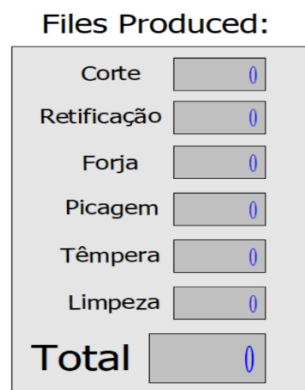 Files Produced:
Corte 0
Retificação 0
Forja 0
Picagem 0
Têmpera 0
Limpeza 0
Total 0